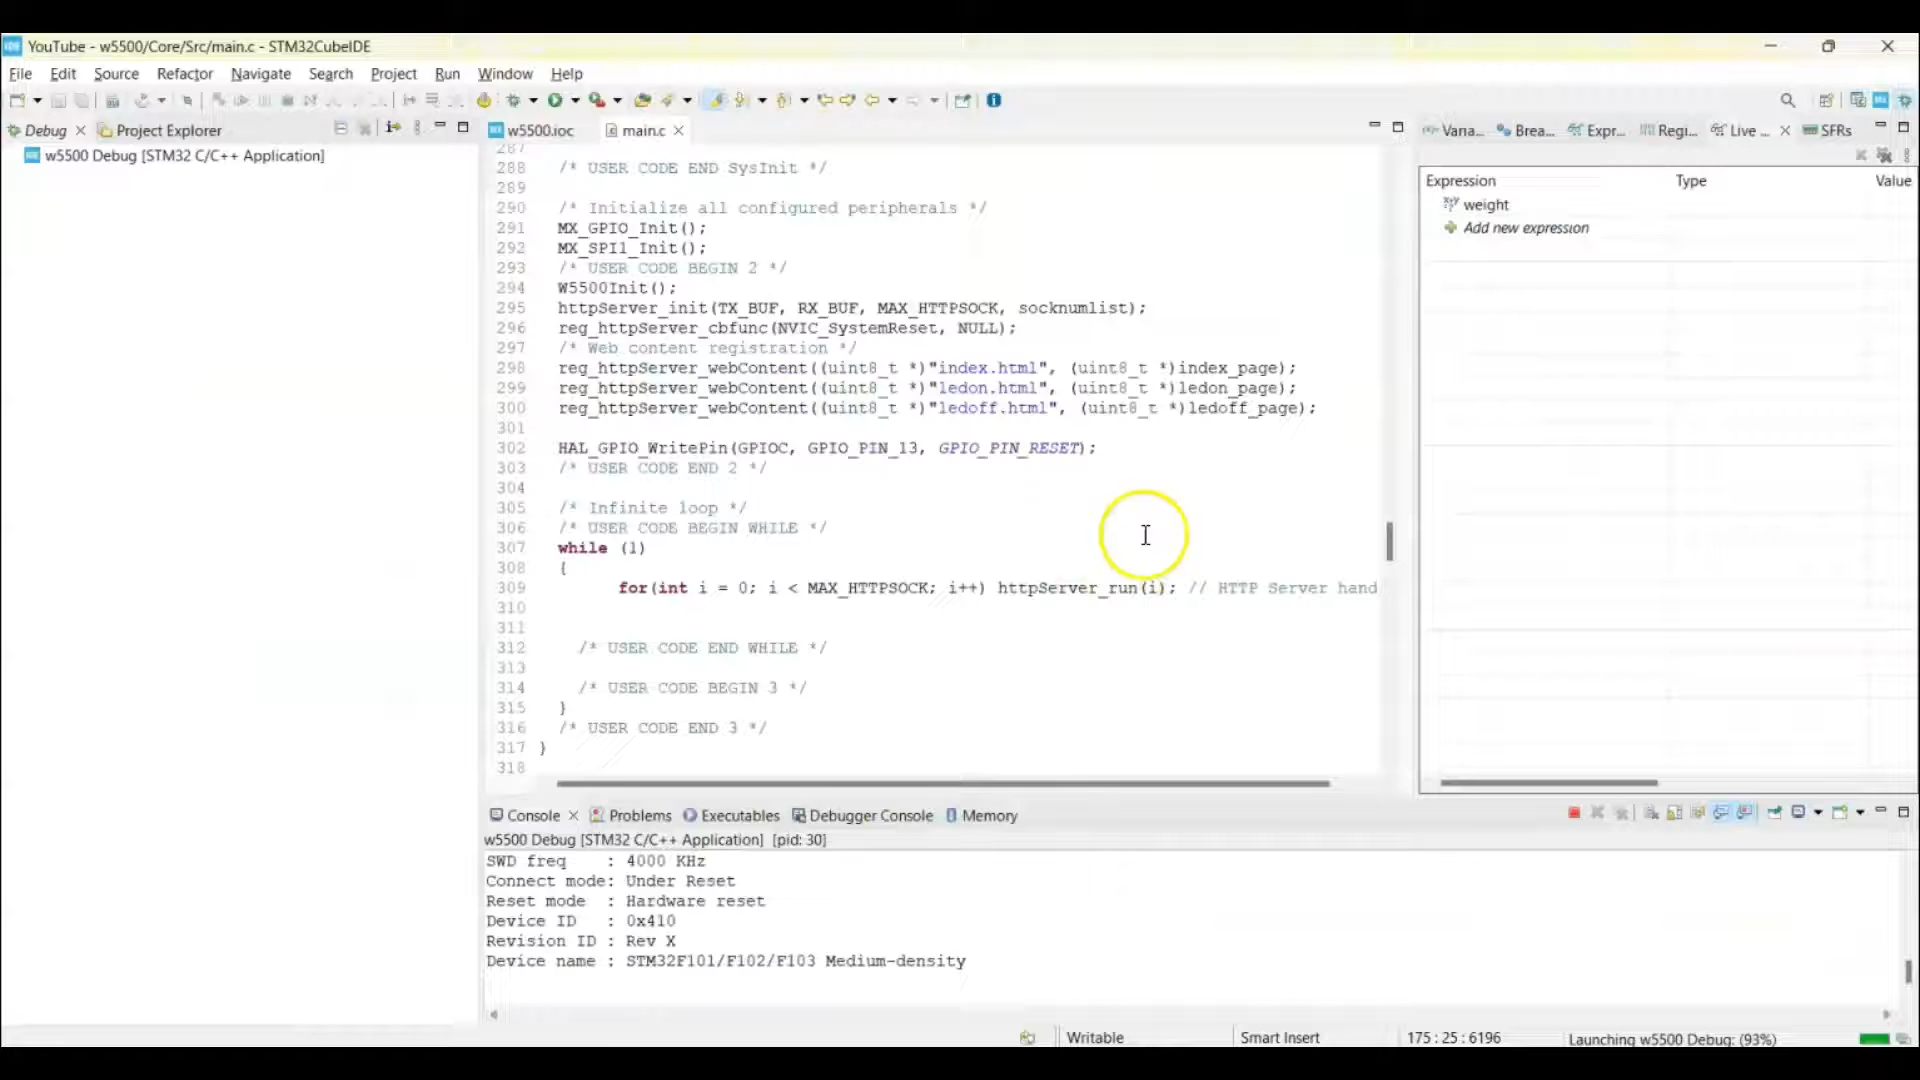 YouTube - w5500/Core/Src/main.c - STM32CubeIDE
File Edit Source Refactor Navigate Search Project Run Window Help
Debug Project Explorer
w5500.ioc main.c
Vara... Brea... Expr... Regi... Live ... SFRs
w5500 Debug [STM32 C/C++ Application]
Expression Type Value
weight
Add new expression
287
288 /* USER CODE END SysInit */
289
290 /* Initialize all configured peripherals */
291 MX_GPIO_Init();
292 MX_SPI1_Init();
293 /* USER CODE BEGIN 2 */
294 W5500Init();
295 httpServer_init(TX_BUF, RX_BUF, MAX_HTTPSOCK, socknumlist);
296 reg_httpServer_cbfunc(NVIC_SystemReset, NULL);
297 /* Web content registration */
298 reg_httpServer_webContent((uint8_t *)"index.html", (uint8_t *)index_page);
299 reg_httpServer_webContent((uint8_t *)"ledon.html", (uint8_t *)ledon_page);
300 reg_httpServer_webContent((uint8_t *)"ledoff.html", (uint8_t *)ledoff_page);
301
302 HAL_GPIO_WritePin(GPIOC, GPIO_PIN_13, GPIO_PIN_RESET);
303 /* USER CODE END 2 */
304
305 /* Infinite loop */
306 /* USER CODE BEGIN WHILE */
307 while (1)
308 {
309 for(int i = 0; i < MAX_HTTPSOCK; i++) httpServer_run(i); // HTTP Server hand
310
311
312 /* USER CODE END WHILE */
313
314 /* USER CODE BEGIN 3 */
315 }
316 /* USER CODE END 3 */
317 }
318
Console Problems Executables Debugger Console Memory
w5500 Debug [STM32 C/C++ Application] [pid: 30]
SWD freq : 4000 KHz
Connect mode: Under Reset
Reset mode : Hardware reset
Device ID : 0x410
Revision ID : Rev X
Device name : STM32F101/F102/F103 Medium-density
Writable Smart Insert 175 : 25 : 6196 Launching w5500 Debug: (93%)